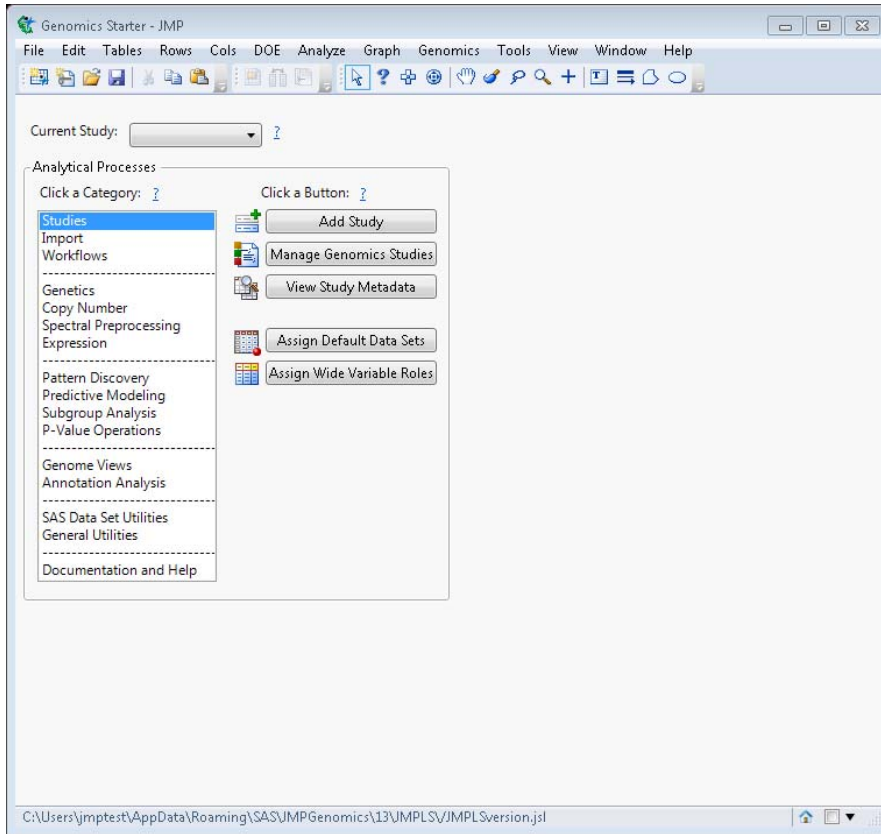 Genomics Starter - JMP
File Edit Tables Rows Cols DOE Analyze Graph Genomics Tools View Window Help
Current Study: ?
Analytical Processes
Click a Category: ? Click a Button: ?
Studies
Import
Workflows
Genetics
Copy Number
Spectral Preprocessing
Expression
Pattern Discovery
Predictive Modeling
Subgroup Analysis
P-Value Operations
Genome Views
Annotation Analysis
SAS Data Set Utilities
General Utilities
Documentation and Help
Add Study
Manage Genomics Studies
View Study Metadata
Assign Default Data Sets
Assign Wide Variable Roles
C:\Users\jmptest\AppData\Roaming\SAS\JMPGenomics\13\JMPLS\/JMPLSversion.jsl